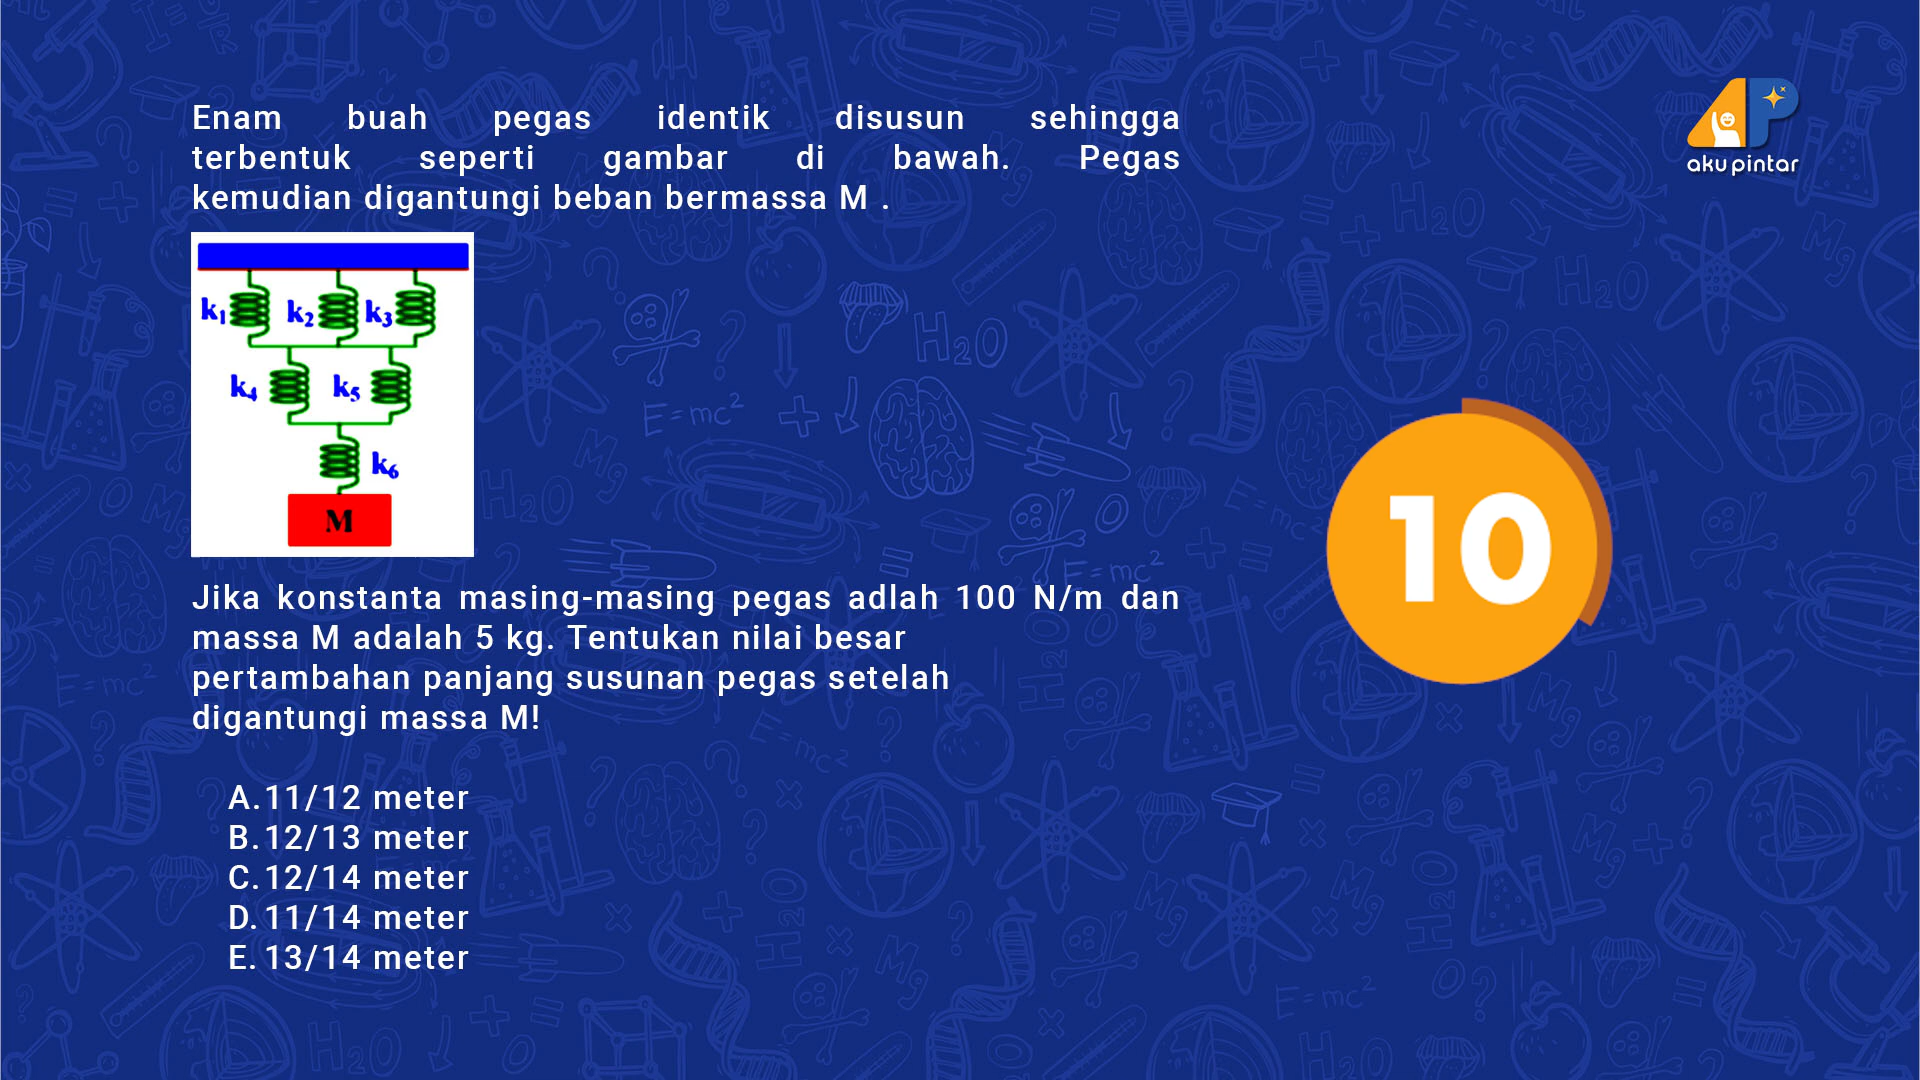 Enam buah pegas identik disusun sehingga
terbentuk seperti gambar di bawah. Pegas
kemudian digantungi beban bermassa M .
aku pintar
k₁ k₂ k₃
k₄ k₅
k₆
M
10
Jika konstanta masing-masing pegas adlah 100 N/m dan
massa M adalah 5 kg. Tentukan nilai besar
pertambahan panjang susunan pegas setelah
digantungi massa M!
A.11/12 meter
B.12/13 meter
C.12/14 meter
D.11/14 meter
E.13/14 meter